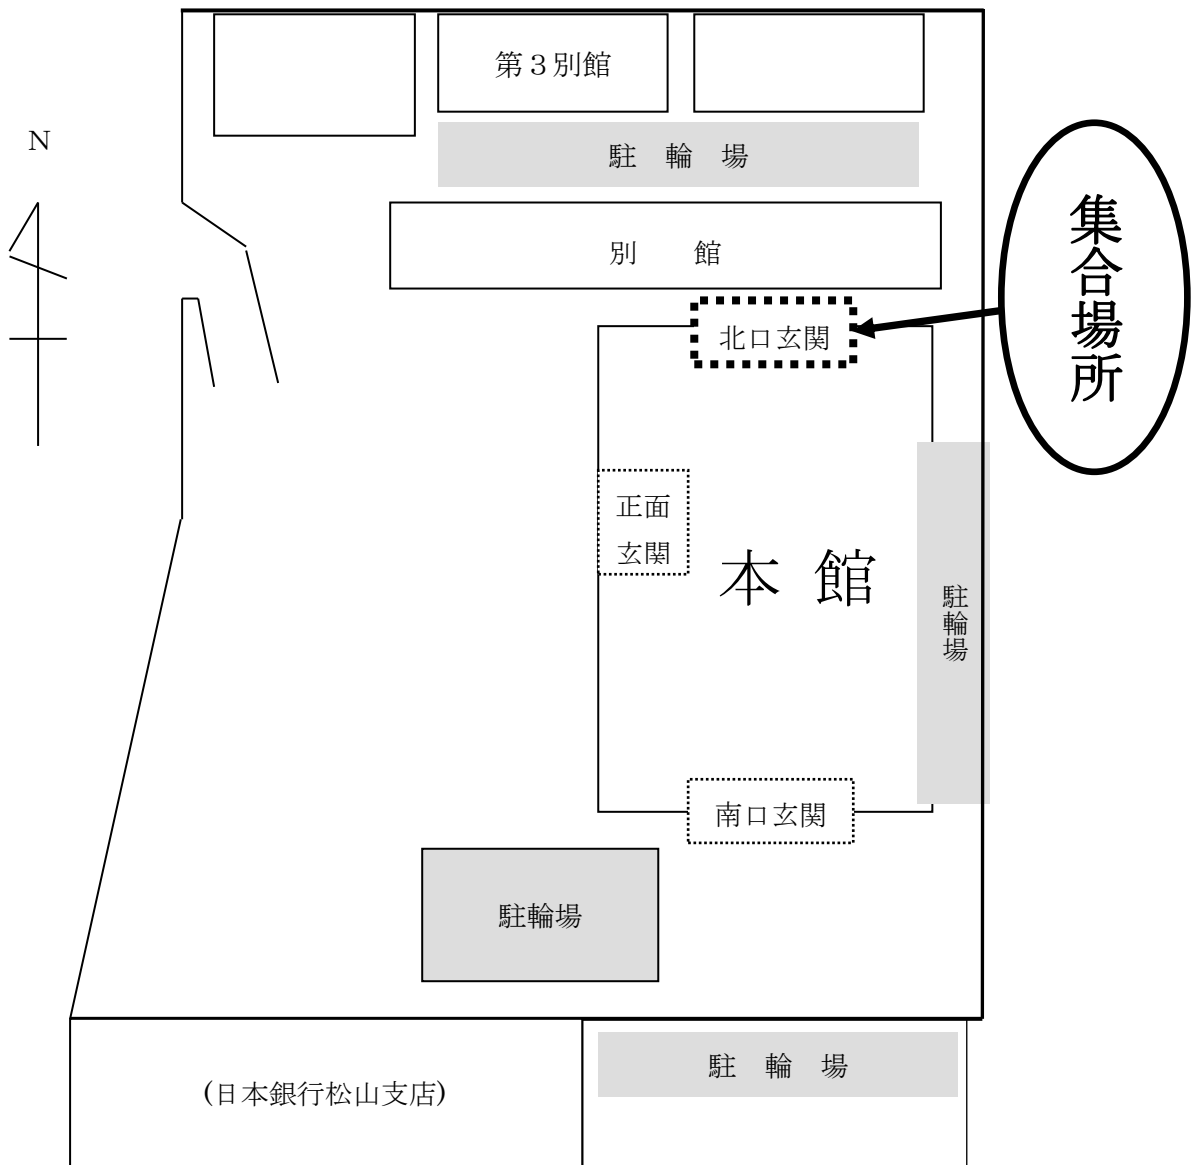 第３別館
N
駐　輪　場
集合場所
別　　館
北口玄関
正面
玄関
本 館
駐輪場
南口玄関
駐輪場
駐　輪　場
(日本銀行松山支店)